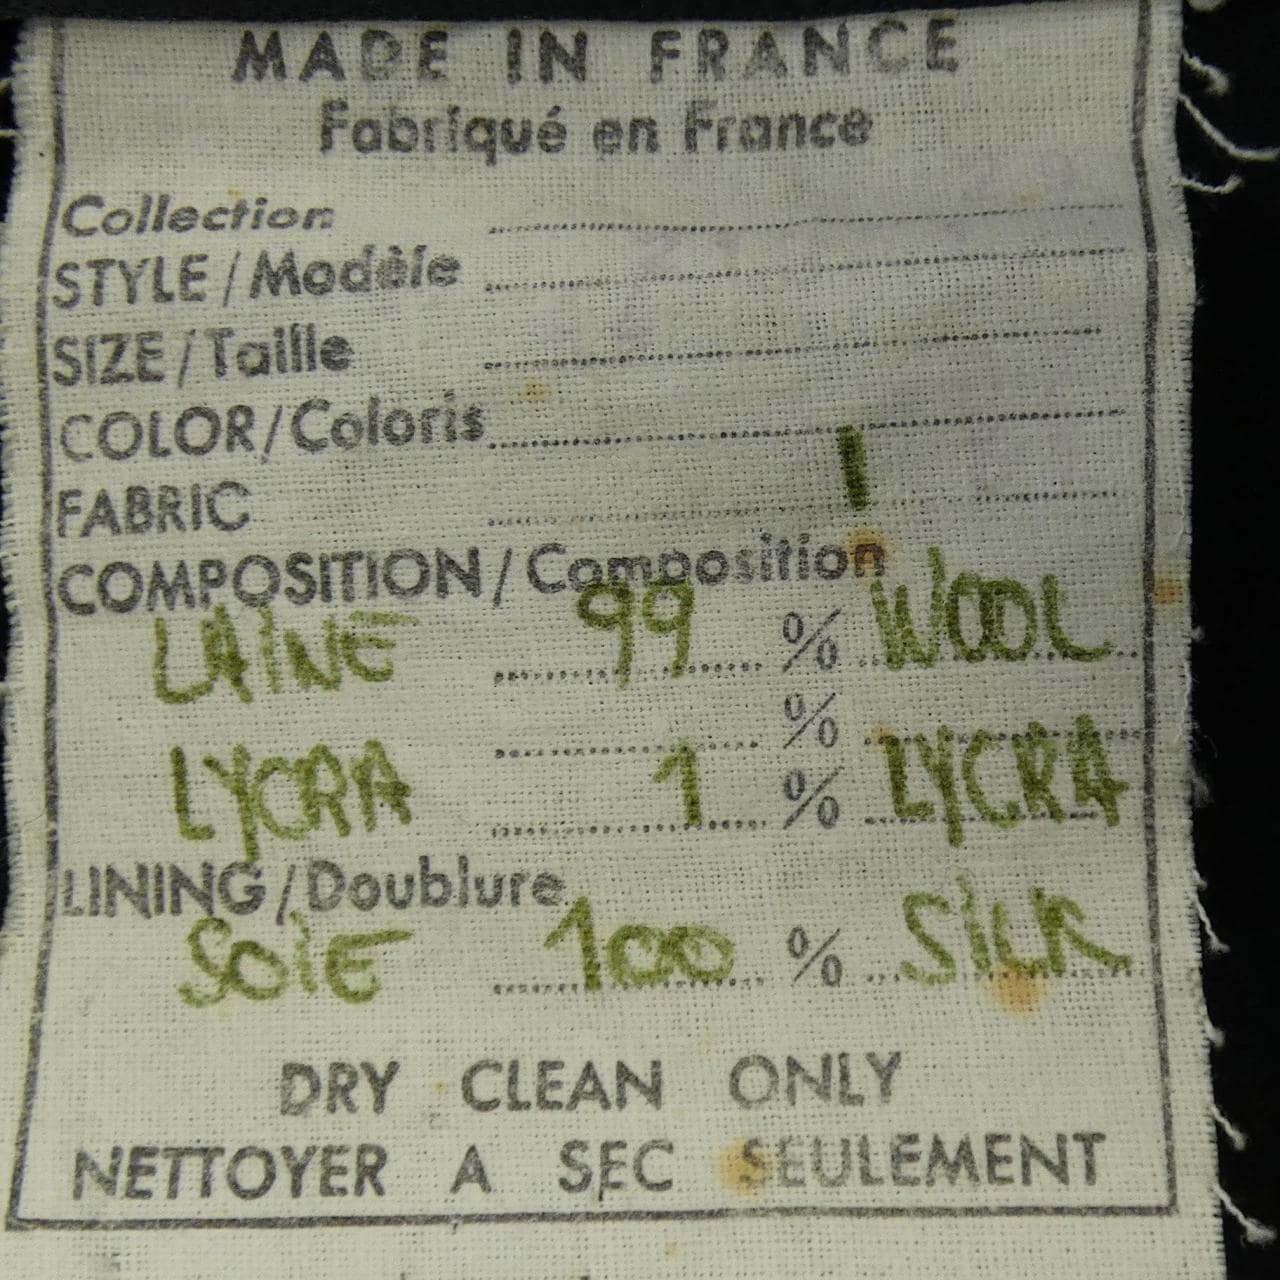 MADE IN FRANCE
Fabriqué en France
Collection
STYLE / Modèle
SIZE / Taille
COLOR / Coloris
FABRIC
COMPOSITION / Composition
LAINE 99 % WOOL
%
LYCRA 1 % LYCRA
LINING / Doublure
SOIE 100 % SILK
DRY CLEAN ONLY
NETTOYER A SEC SEULEMENT